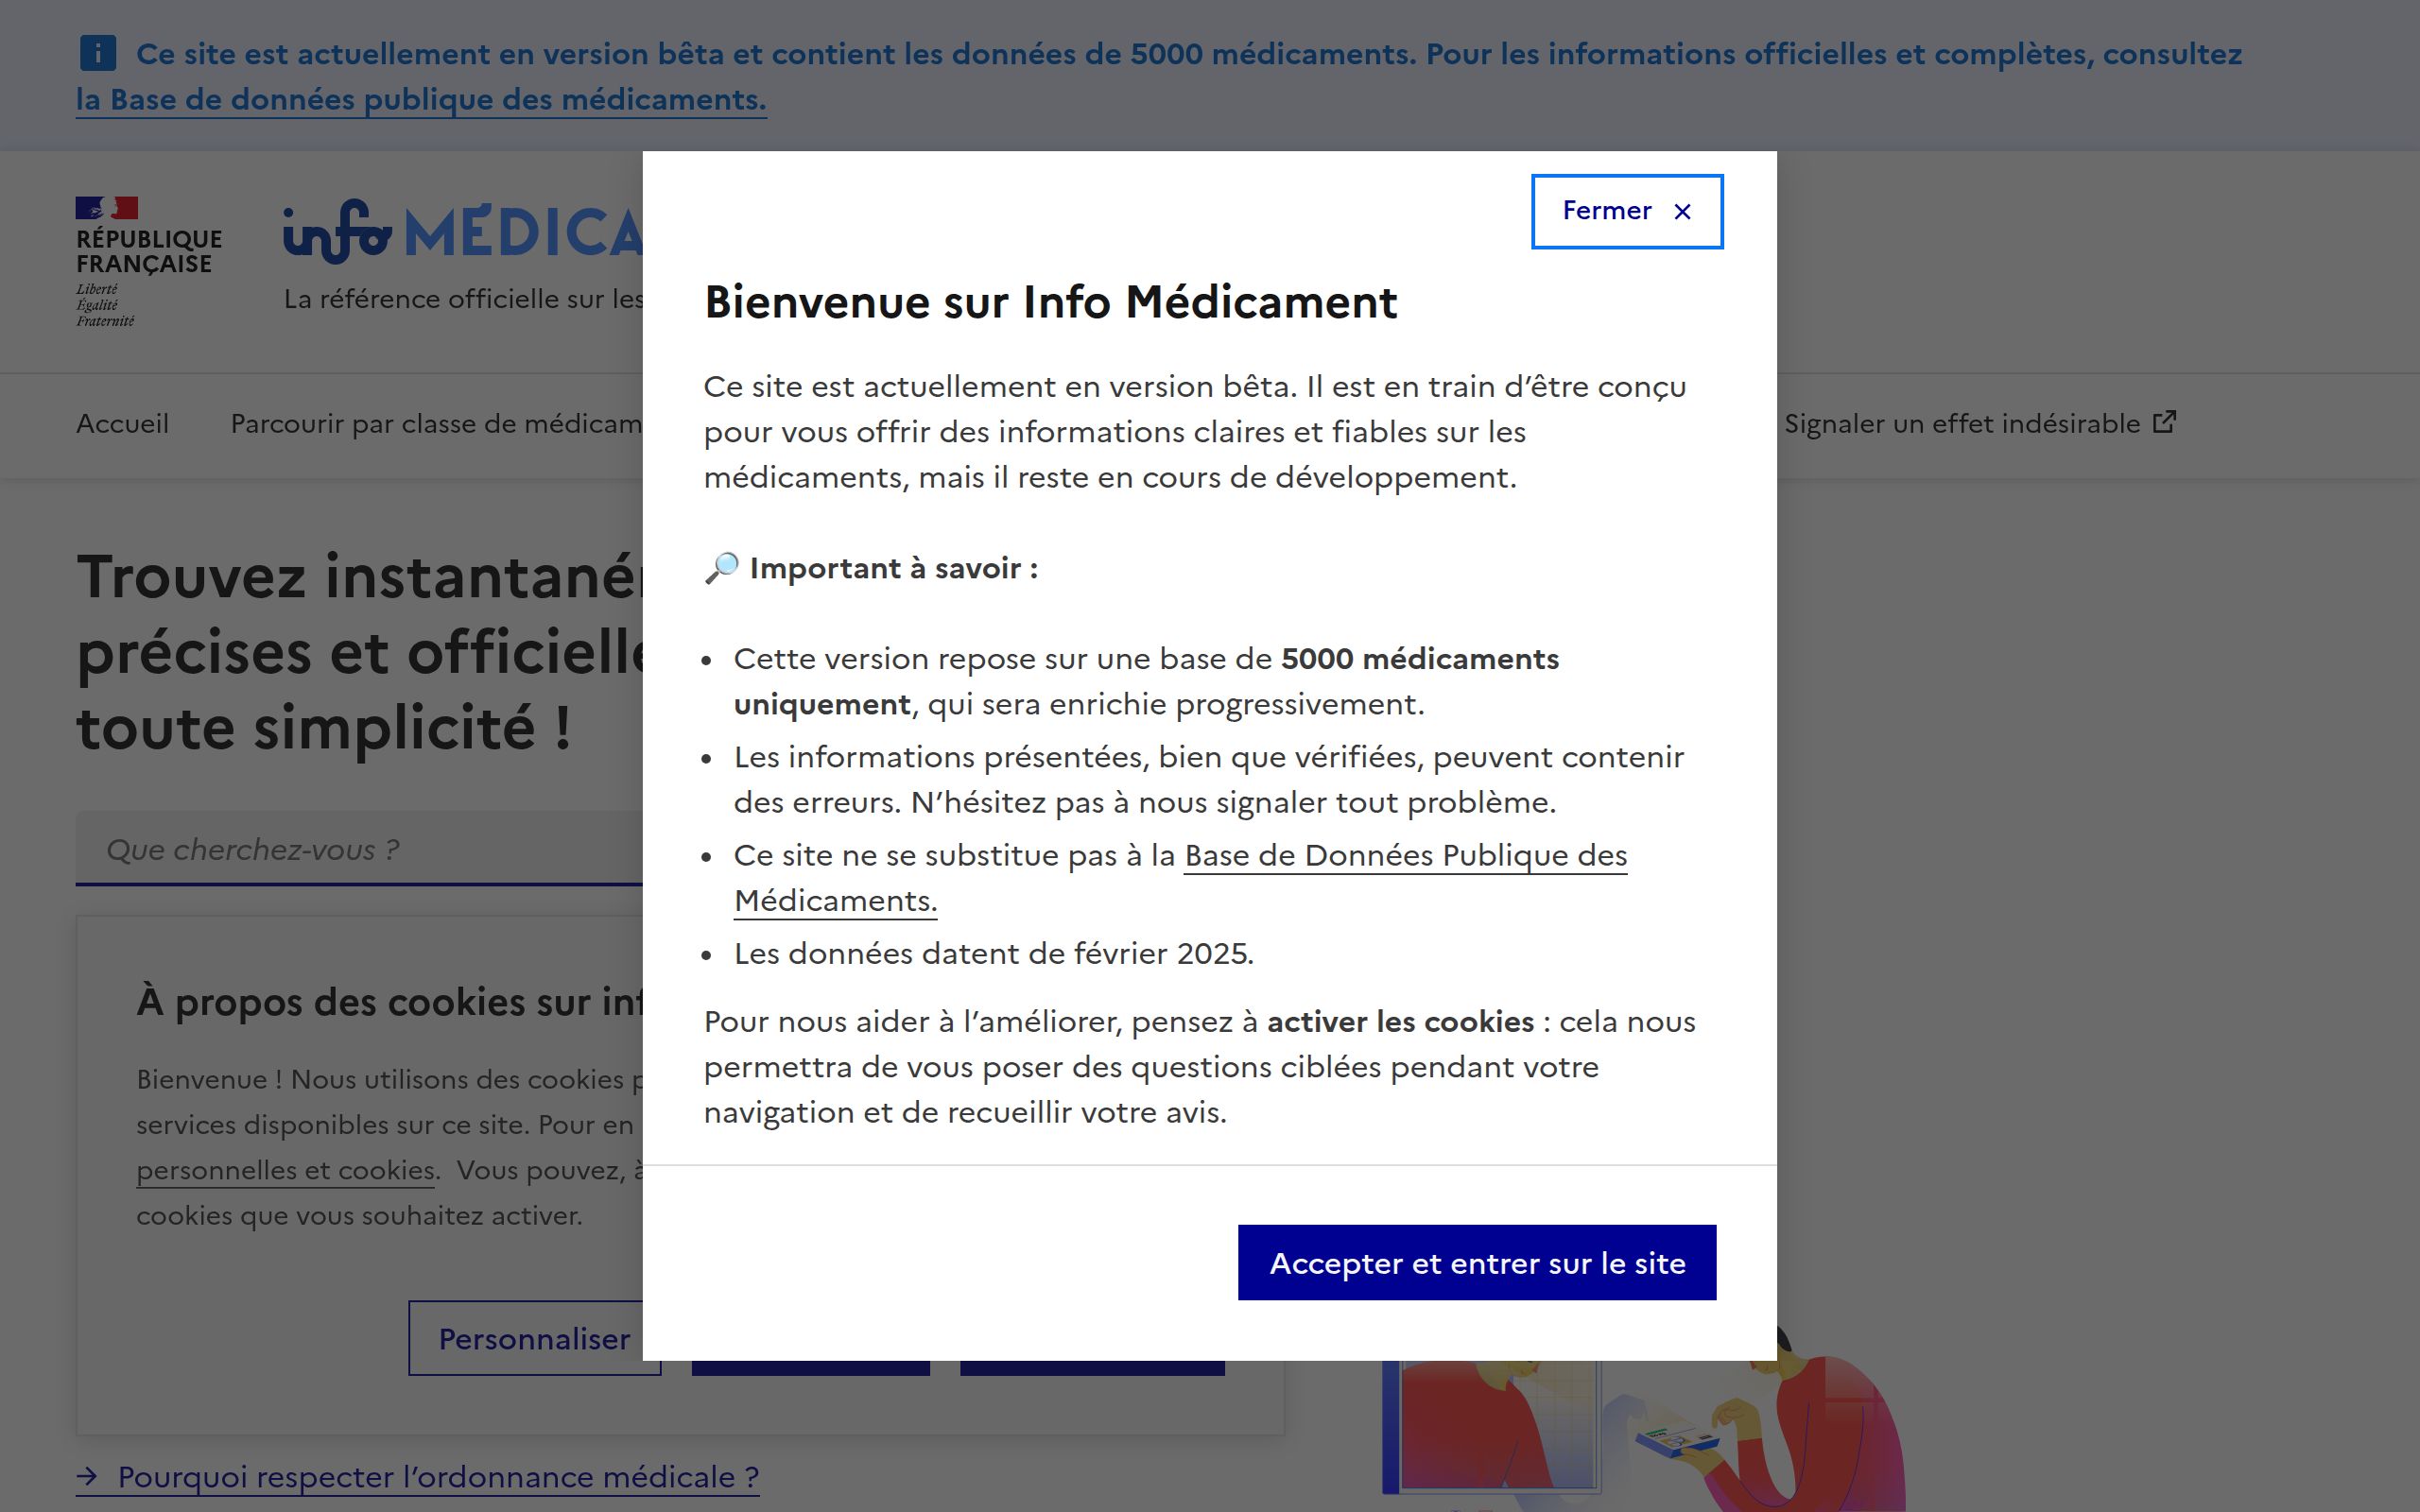 Ce site est actuellement en version bêta et contient les données de 5000 médicaments. Pour les informations officielles et complètes, consultez
la Base de données publique des médicaments.
RÉPUBLIQUE
FRANÇAISE
Liberté
Égalité
Fraternité
info MÉDICA
La référence officielle sur les
Accueil
Parcourir par classe de médicam
Signaler un effet indésirable
Fermer
Bienvenue sur Info Médicament
Ce site est actuellement en version bêta. Il est en train d’être conçu
pour vous offrir des informations claires et fiables sur les
médicaments, mais il reste en cours de développement.
Important à savoir :
Cette version repose sur une base de 5000 médicaments
uniquement, qui sera enrichie progressivement.
Les informations présentées, bien que vérifiées, peuvent contenir
des erreurs. N’hésitez pas à nous signaler tout problème.
Ce site ne se substitue pas à la Base de Données Publique des
Médicaments.
Les données datent de février 2025.
Pour nous aider à l’améliorer, pensez à activer les cookies : cela nous
permettra de vous poser des questions ciblées pendant votre
navigation et de recueillir votre avis.
Accepter et entrer sur le site
Trouvez instantané
précises et officielle
toute simplicité !
Que cherchez-vous ?
À propos des cookies sur inf
Bienvenue ! Nous utilisons des cookies p
services disponibles sur ce site. Pour en
personnelles et cookies. Vous pouvez, à
cookies que vous souhaitez activer.
Personnaliser
Pourquoi respecter l’ordonnance médicale ?